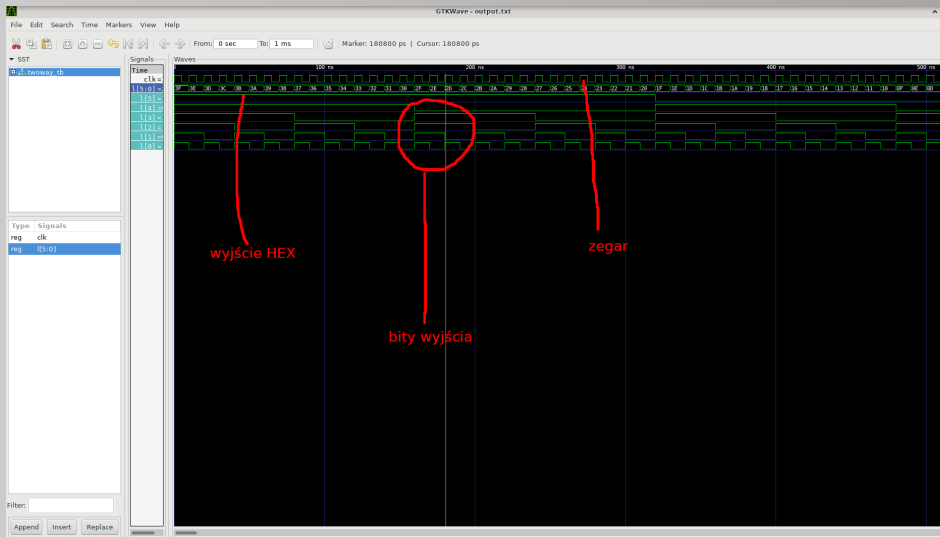 GTKWave - output.txt
File Edit Search Time Markers View Help
From: 0 sec To: 1 ms Marker: 180800 ps | Cursor: 180800 ps
SST
twoway_tb
Signals
Waves
Time
100 ns 200 ns 300 ns 400 ns 500 ns
clk
l[5:0]
3E 3D 3C 3B 3A 39 38 37 36 35 34 33 32 31 30 2F 2E 2D 2C 2B 2A 29 28 27 26 25 24 23 22 21 20 1F 1E 1D 1C 1B 1A 19 18 17 16 15 14 13 12 11 10 0F 0E 0D
l[5]
l[4]
l[3]
l[2]
l[1]
l[0]
Type Signals
reg clk
reg l[5:0]
wyjście HEX
zegar
bity wyjścia
Filter:
Append Insert Replace